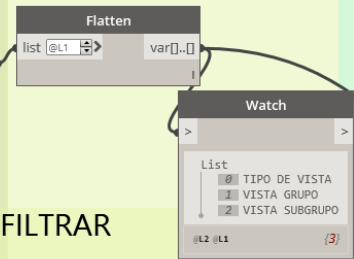 Flatten
list @L1 > var[]..[]
l
Watch
> >
List
0 TIPO DE VISTA
1 VISTA GRUPO
2 VISTA SUBGRUPO
@L2 @L1 {3}
FILTRAR